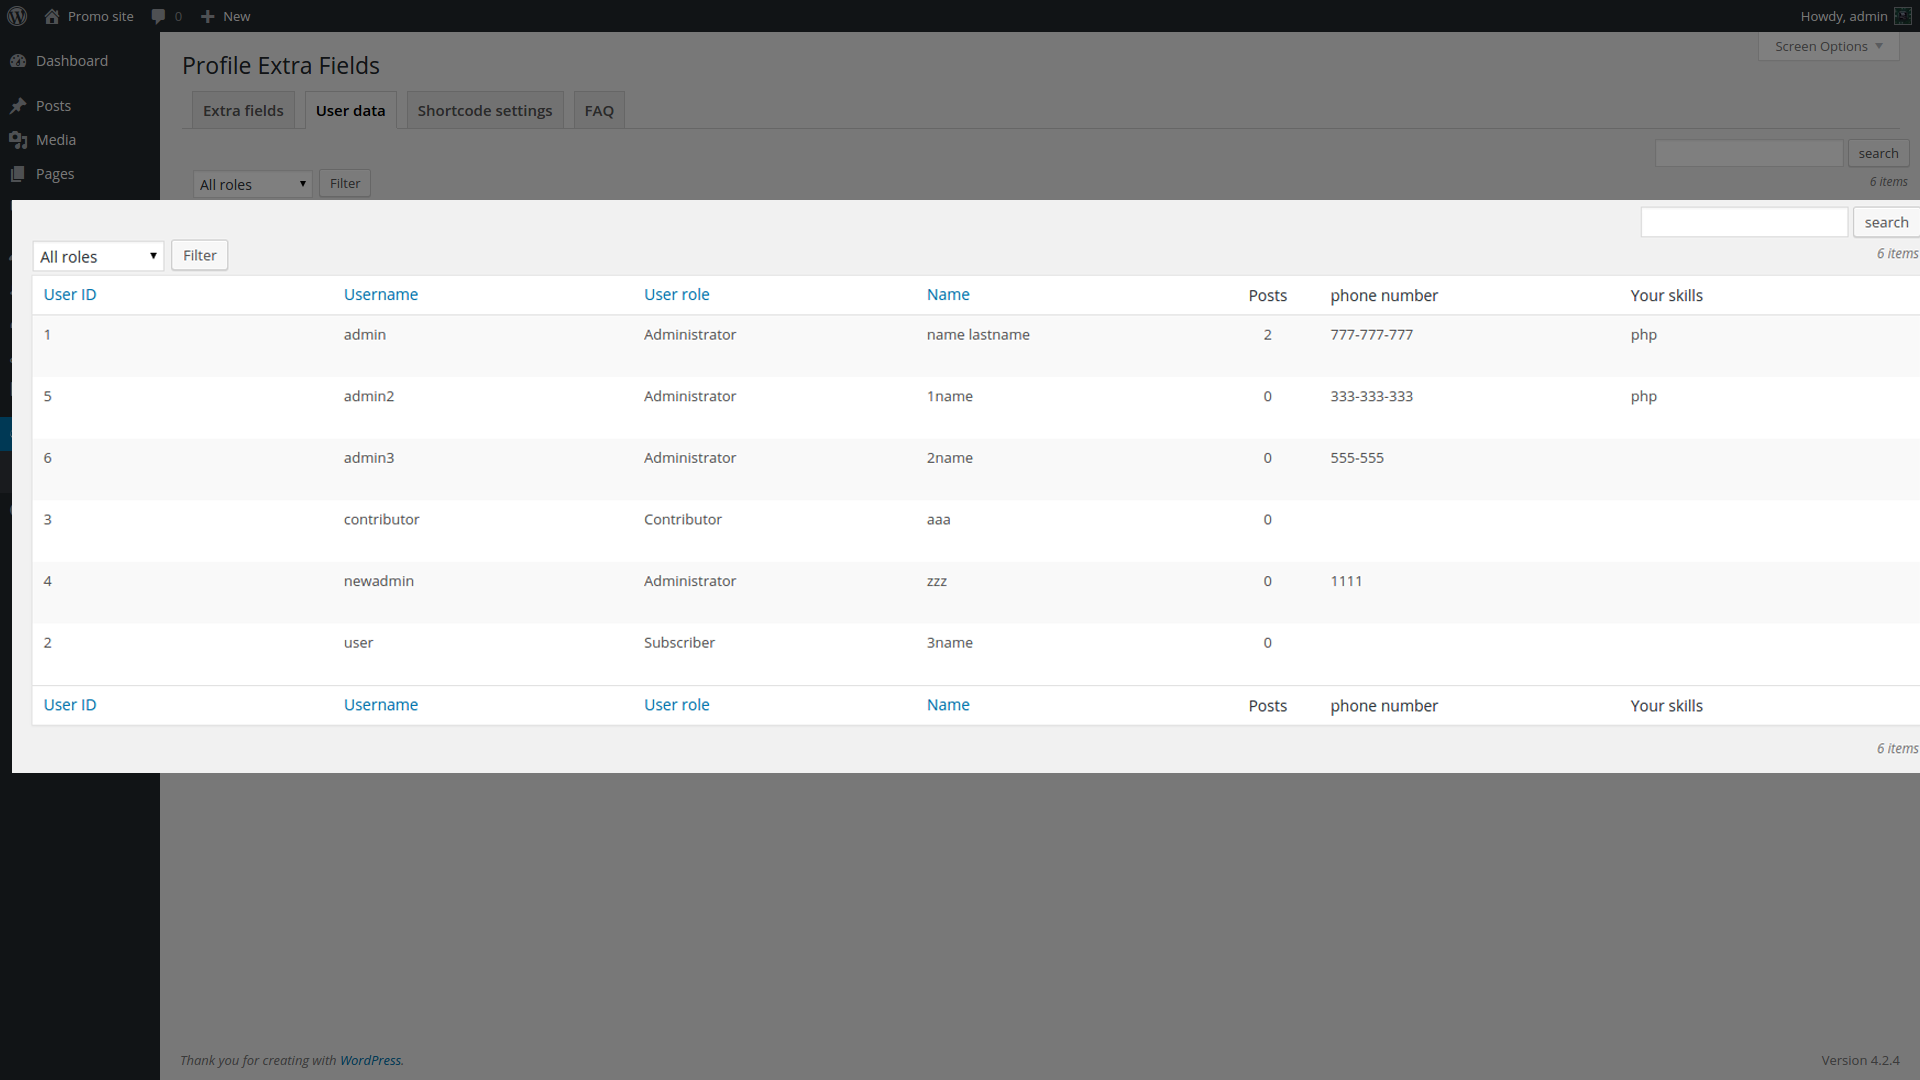 Promo site 0 New Howdy, admin
Dashboard
Posts
Media
Pages
Screen Options
Profile Extra Fields
Extra fields User data Shortcode settings FAQ
search
All roles Filter 6 items
search
All roles Filter 6 items
User ID Username User role Name Posts phone number Your skills
1 admin Administrator name lastname 2 777-777-777 php
5 admin2 Administrator 1name 0 333-333-333 php
6 admin3 Administrator 2name 0 555-555
3 contributor Contributor aaa 0
4 newadmin Administrator zzz 0 1111
2 user Subscriber 3name 0
User ID Username User role Name Posts phone number Your skills
6 items
Thank you for creating with WordPress. Version 4.2.4